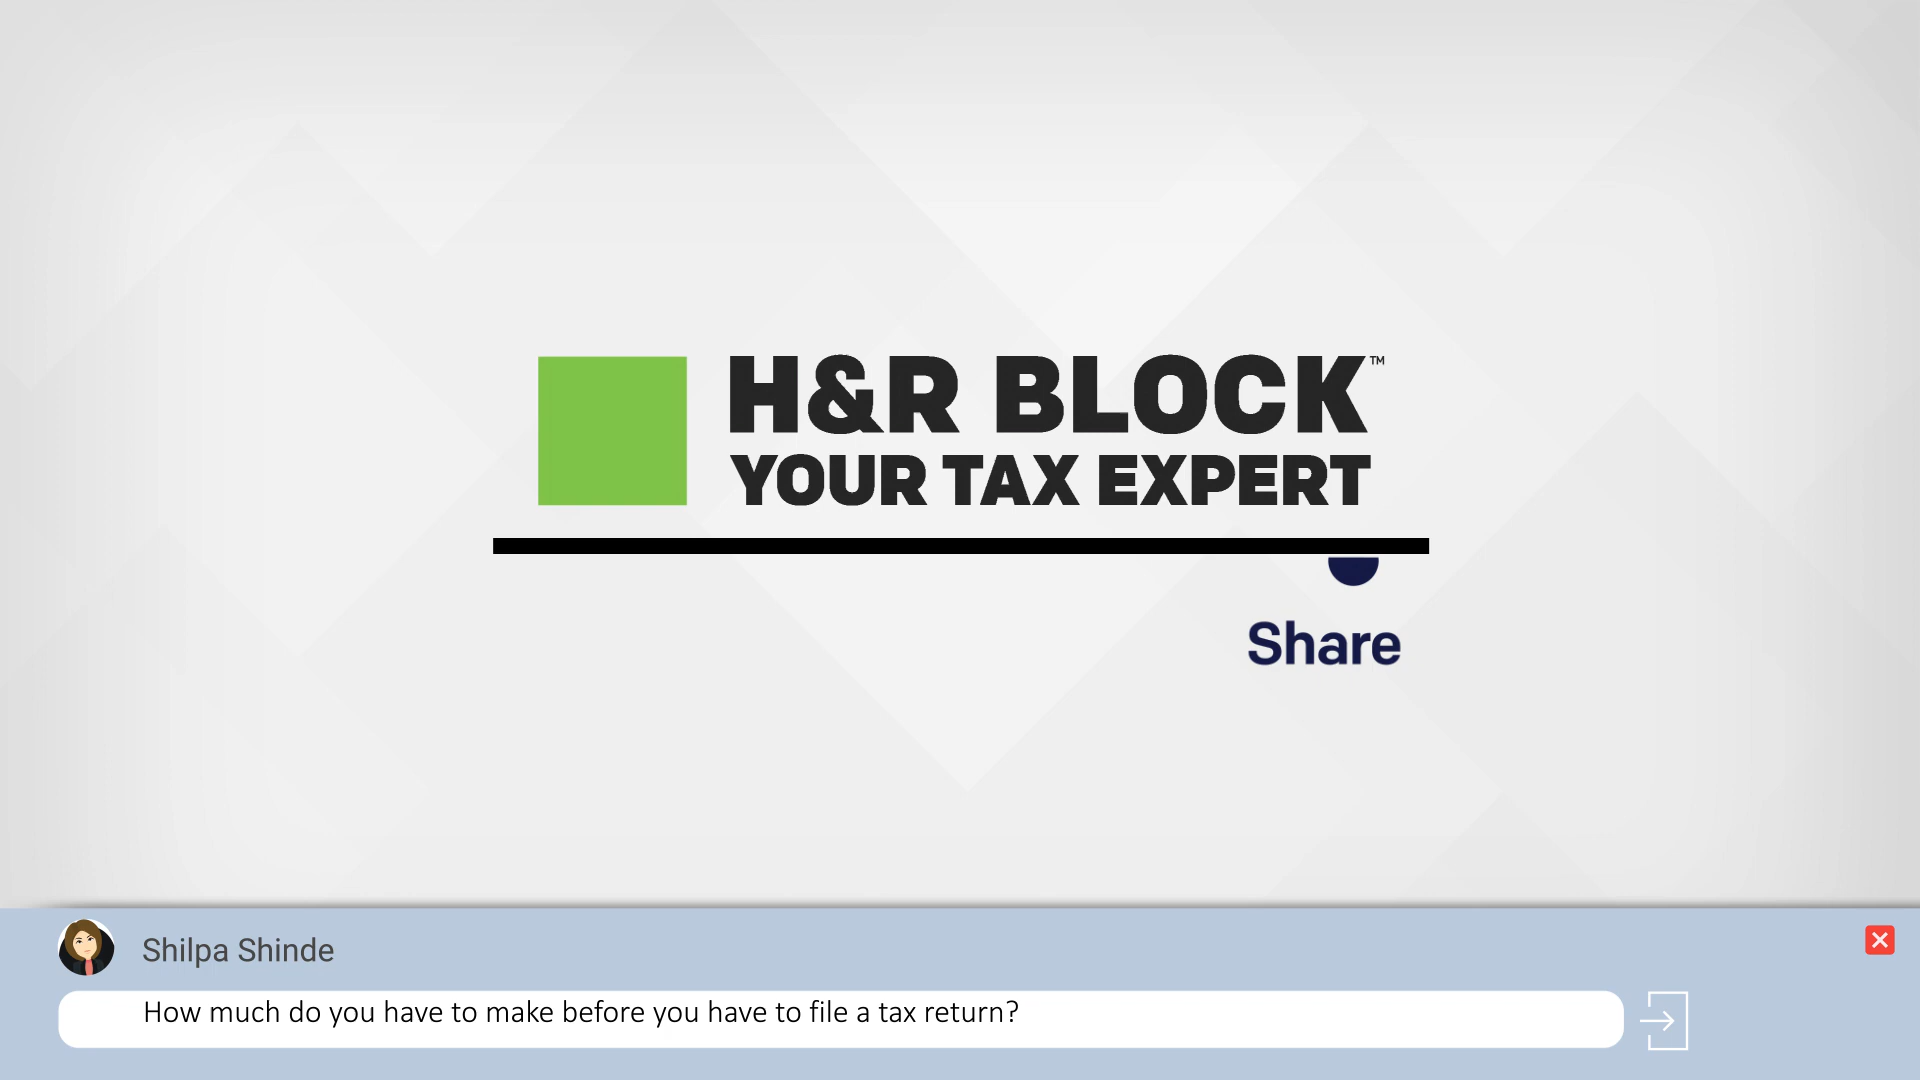 H&R BLOCK™
YOUR TAX EXPERT
Share
Shilpa Shinde
How much do you have to make before you have to file a tax return?